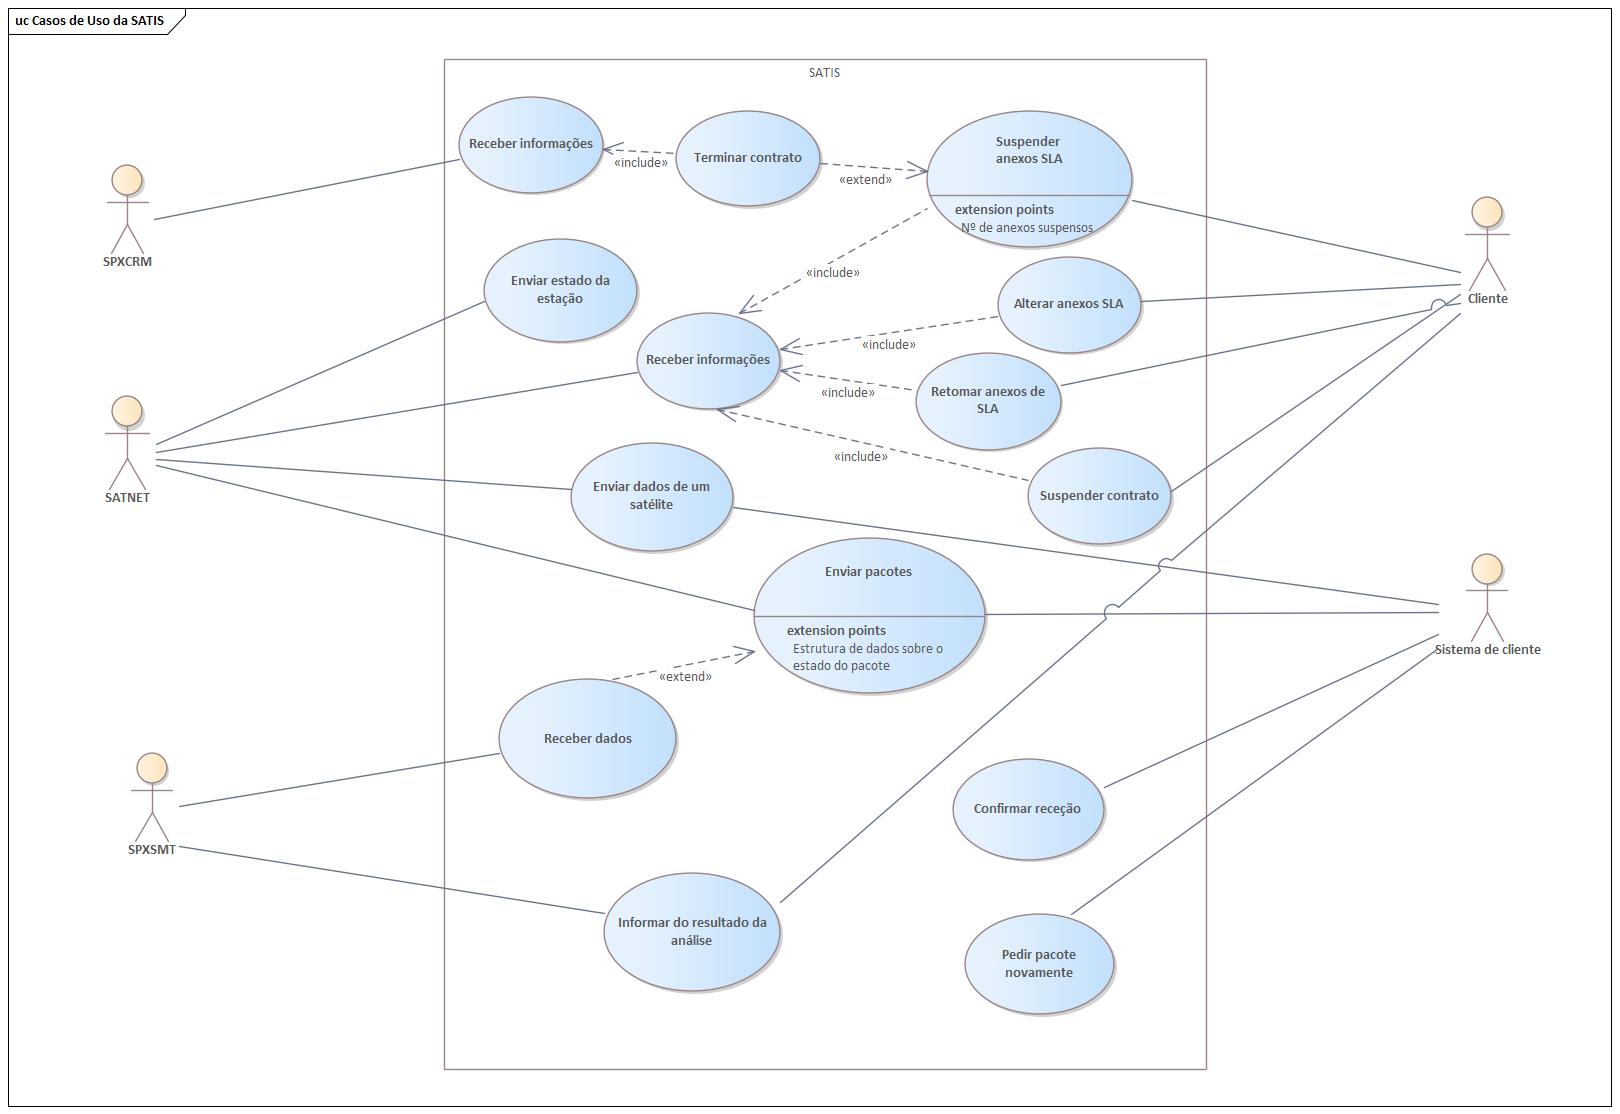 uc Casos de Uso da SATIS
SATIS
Receber informações
«include»
Terminar contrato
«extend»
Suspender
anexos SLA
extension points
Nº de anexos suspensos
SPXCRM
Enviar estado da
estação
«include»
Alterar anexos SLA
Cliente
Receber informações
«include»
«include»
Retomar anexos de
SLA
SATNET
«include»
Suspender contrato
Enviar dados de um
satélite
Enviar pacotes
extension points
Estrutura de dados sobre o
estado do pacote
Sistema de cliente
«extend»
Receber dados
Confirmar receção
SPXSMT
Informar do resultado da
análise
Pedir pacote
novamente